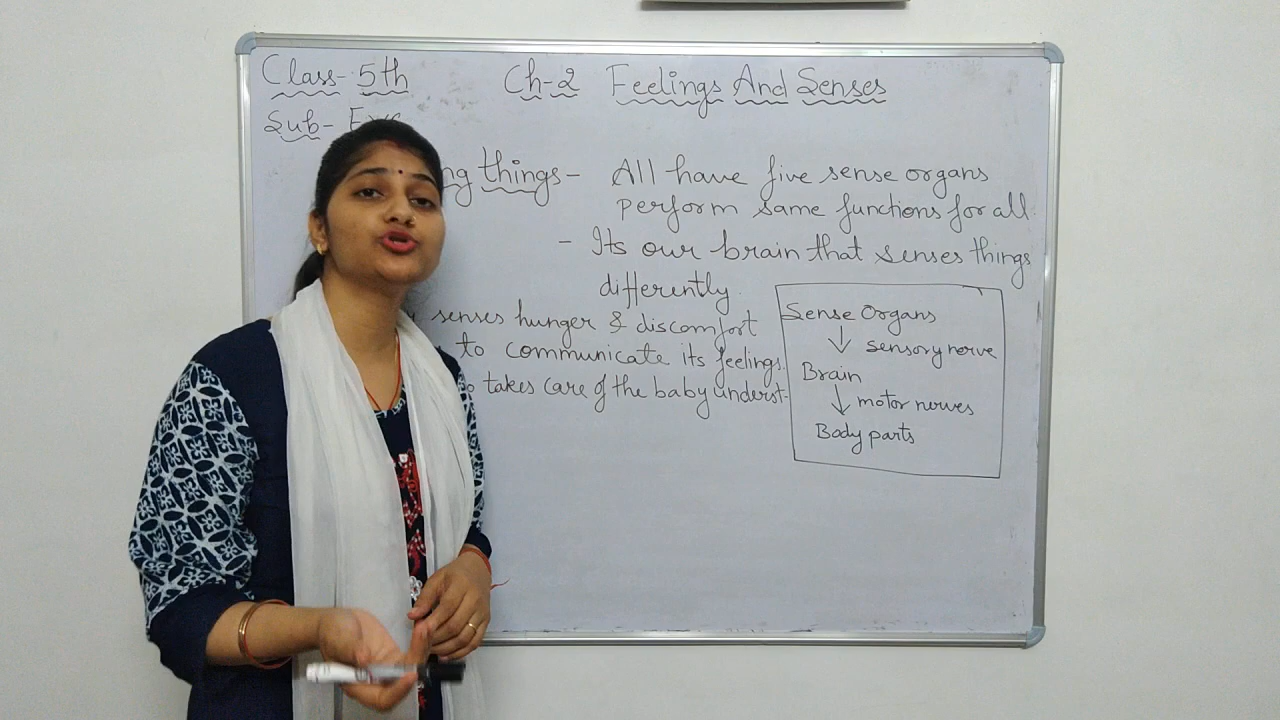 Class- 5th
Ch-2 Feelings And Senses
Sub-
things - All have five sense organs
perform same functions for all.
- Its our brain that senses things
differently.
senses hunger & discomfort
to communicate its feelings.
takes care of the baby underst-
Sense Organs
↓ sensory nerve
Brain
↓ motor nerves
Body parts